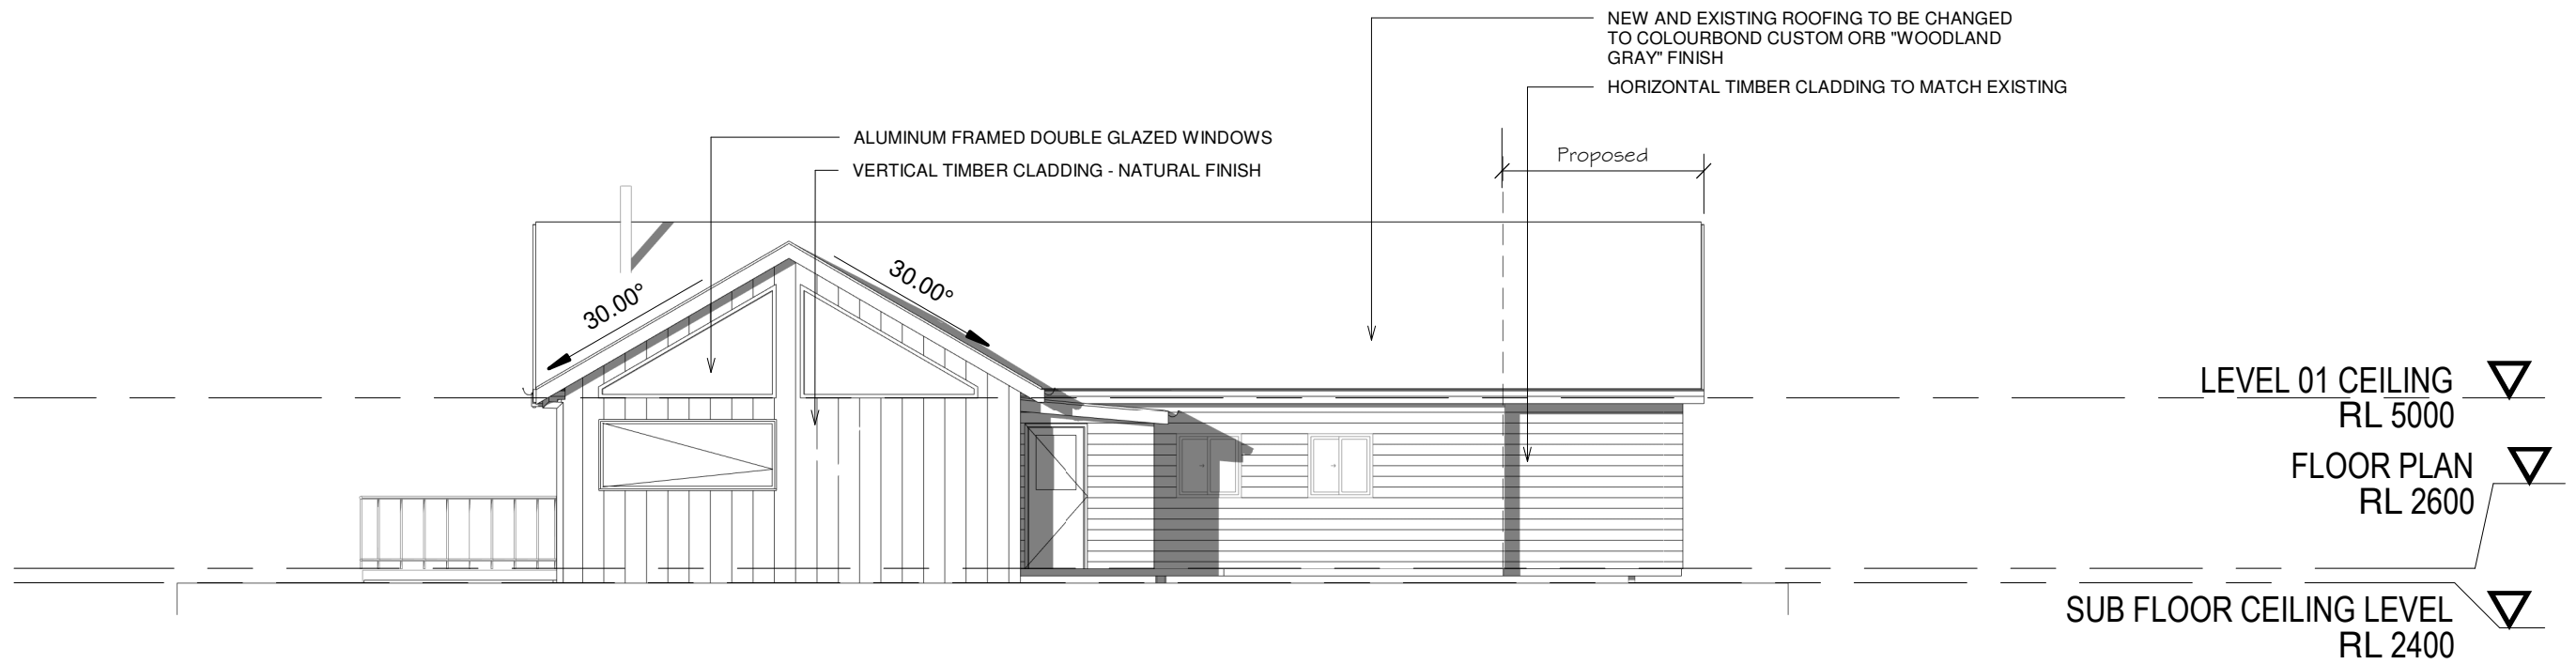 NEW AND EXISTING ROOFING TO BE CHANGED
TO COLOURBOND CUSTOM ORB "WOODLAND
GRAY" FINISH
HORIZONTAL TIMBER CLADDING TO MATCH EXISTING
ALUMINUM FRAMED DOUBLE GLAZED WINDOWS
Proposed
VERTICAL TIMBER CLADDING - NATURAL FINISH
30.00°
30.00°
LEVEL 01 CEILING
RL 5000
FLOOR PLAN
RL 2600
SUB FLOOR CEILING LEVEL
RL 2400